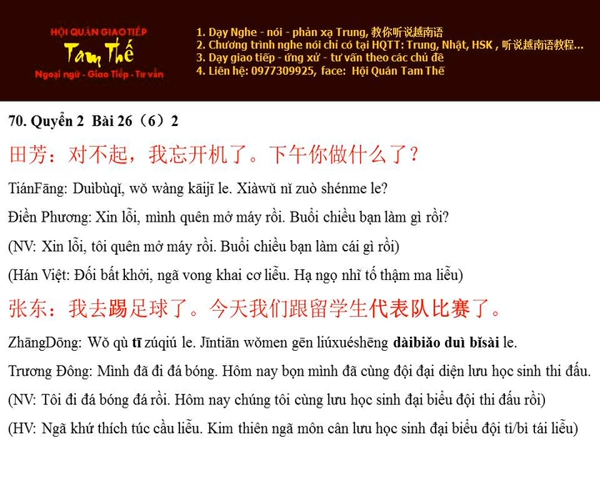 HỘI QUÁN GIAO TIẾP
Tam Thế
Ngoại ngữ - Giao Tiếp - Tư vấn
1. Dạy Nghe - nói - phản xạ Trung, 教你听说越南语
2. Chương trình nghe nói chỉ có tại HQTT: Trung, Nhật, HSK , 听说越南语教程...
3. Dạy giao tiếp - ứng xử - tư vấn theo các chủ đề
4. Liên hệ: 0977309925, face: Hội Quán Tam Thế
70. Quyển 2 Bài 26（6）2
田芳：对不起，我忘开机了。下午你做什么了？
TiánFāng: Duìbùqǐ, wǒ wàng kāijī le. Xiàwǔ nǐ zuò shénme le?
Điền Phương: Xin lỗi, mình quên mở máy rồi. Buổi chiều bạn làm gì rồi?
(NV: Xin lỗi, tôi quên mở máy rồi. Buổi chiều bạn làm cái gì rồi)
(Hán Việt: Đối bất khởi, ngã vong khai cơ liễu. Hạ ngọ nhĩ tố thậm ma liễu)
张东：我去踢足球了。今天我们跟留学生代表队比赛了。
ZhāngDōng: Wǒ qù tī zúqiú le. Jīntiān wǒmen gēn liúxuéshēng dàibiǎo duì bǐsài le.
Trương Đông: Mình đã đi đá bóng. Hôm nay bọn mình đã cùng đội đại diện lưu học sinh thi đấu.
(NV: Tôi đi đá bóng đá rồi. Hôm nay chúng tôi cùng lưu học sinh đại biểu đội thi đấu rồi)
(HV: Ngã khứ thích túc cầu liễu. Kim thiên ngã môn cân lưu học sinh đại biểu đội tỉ/bì tái liễu)